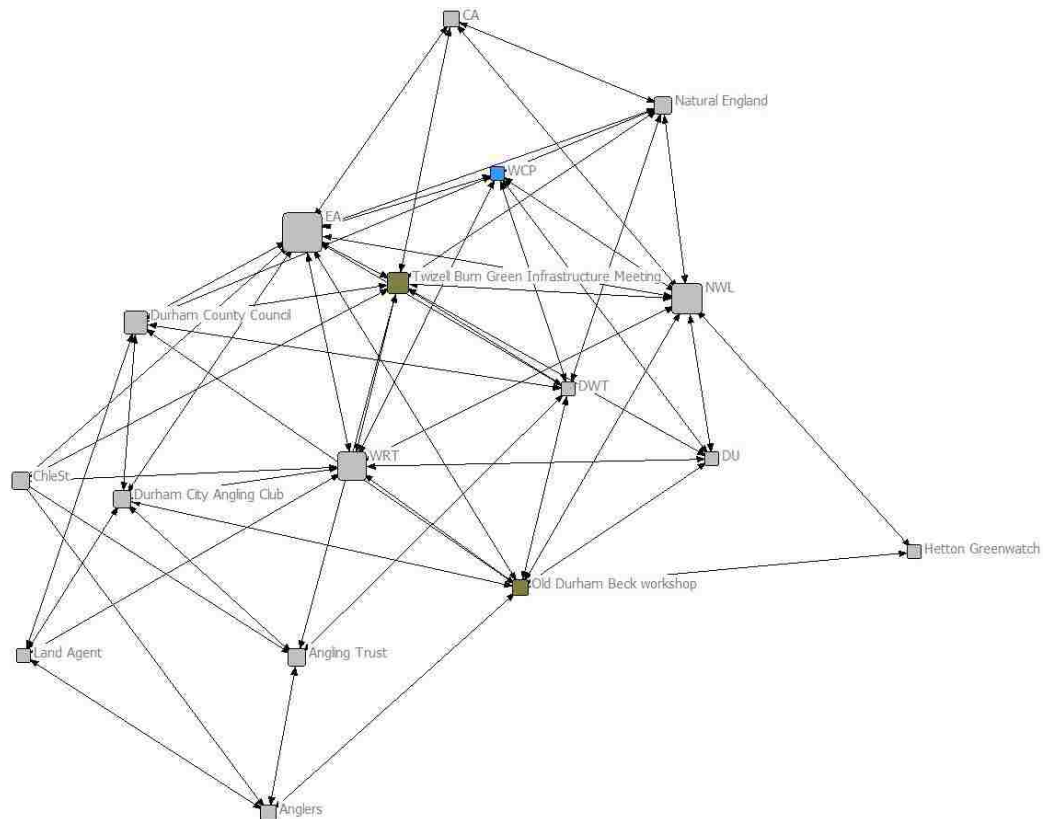 CA
Natural England
WCP
EA
Twizell Burn Green Infrastructure Meeting
NWL
Durham County Council
DWT
WRT
DU
ChleSt
Durham City Angling Club
Hetton Greenwatch
Old Durham Beck workshop
Land Agent
Angling Trust
Anglers